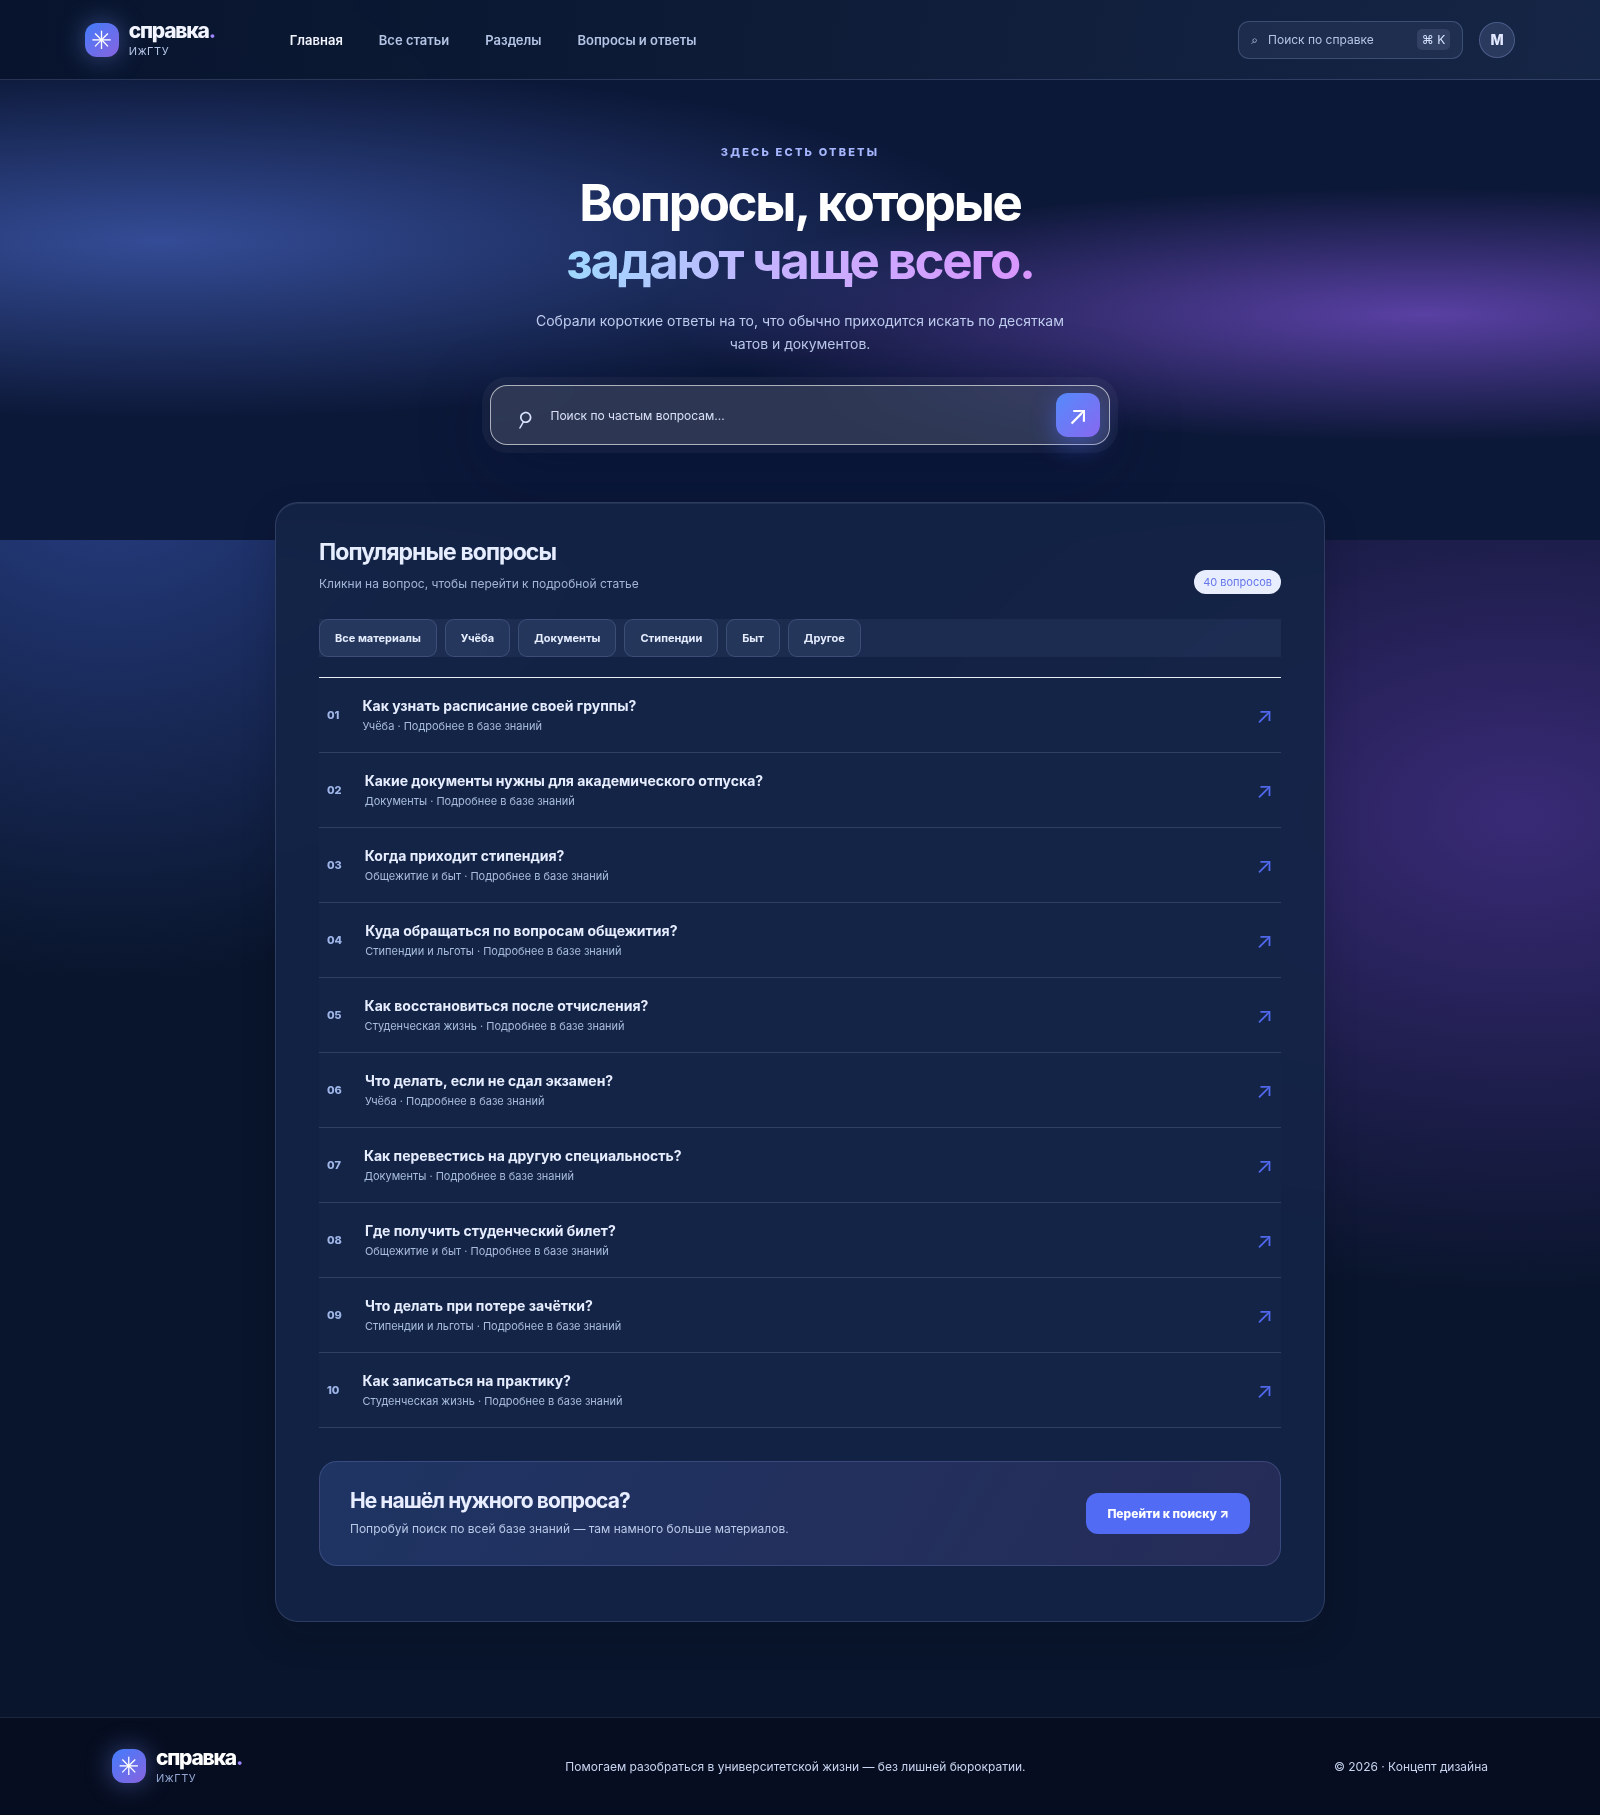 справка.
ИжГТУ
Главная
Все статьи
Разделы
Вопросы и ответы
Поиск по справке
⌘ K
М
ЗДЕСЬ ЕСТЬ ОТВЕТЫ
Вопросы, которые
задают чаще всего.
Собрали короткие ответы на то, что обычно приходится искать по десяткам
чатов и документов.
Поиск по частым вопросам...
Популярные вопросы
Кликни на вопрос, чтобы перейти к подробной статье
40 вопросов
Все материалы
Учёба
Документы
Стипендии
Быт
Другое
01
Как узнать расписание своей группы?
Учёба · Подробнее в базе знаний
02
Какие документы нужны для академического отпуска?
Документы · Подробнее в базе знаний
03
Когда приходит стипендия?
Общежитие и быт · Подробнее в базе знаний
04
Куда обращаться по вопросам общежития?
Стипендии и льготы · Подробнее в базе знаний
05
Как восстановиться после отчисления?
Студенческая жизнь · Подробнее в базе знаний
06
Что делать, если не сдал экзамен?
Учёба · Подробнее в базе знаний
07
Как перевестись на другую специальность?
Документы · Подробнее в базе знаний
08
Где получить студенческий билет?
Общежитие и быт · Подробнее в базе знаний
09
Что делать при потере зачётки?
Стипендии и льготы · Подробнее в базе знаний
10
Как записаться на практику?
Студенческая жизнь · Подробнее в базе знаний
Не нашёл нужного вопроса?
Попробуй поиск по всей базе знаний — там намного больше материалов.
Перейти к поиску ↗
справка.
ИжГТУ
Помогаем разобраться в университетской жизни — без лишней бюрократии.
© 2026 · Концепт дизайна